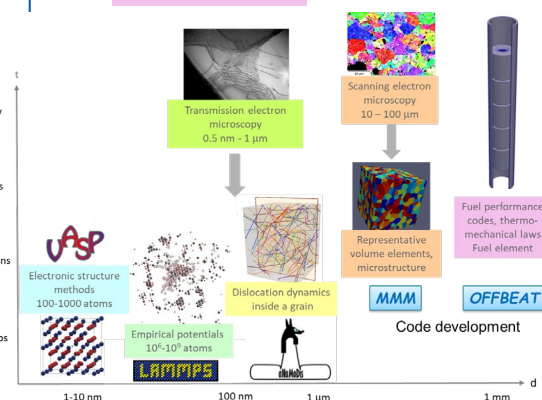 t
Transmission electron
microscopy
0.5 nm - 1 μm
Scanning electron
microscopy
10 – 100 μm
VASP
Electronic structure
methods
100-1000 atoms
Empirical potentials
10⁶-10⁹ atoms
LAMMPS
Dislocation dynamics
inside a grain
NuMoDis
Representative
volume elements,
microstructure
MMM
Fuel performance
codes, thermo-
mechanical laws
Fuel element
OFFBEAT
Code development
1-10 nm
100 nm
1 μm
1 mm
d